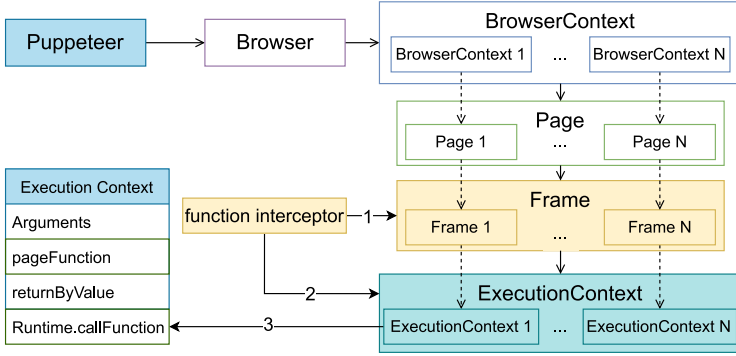 Puppeteer
Browser
BrowserContext
BrowserContext 1
...
BrowserContext N
Page
Page 1
...
Page N
Execution Context
Arguments
pageFunction
returnByValue
Runtime.callFunction
function interceptor
1
2
3
Frame
Frame 1
...
Frame N
ExecutionContext
ExecutionContext 1
...
ExecutionContext N